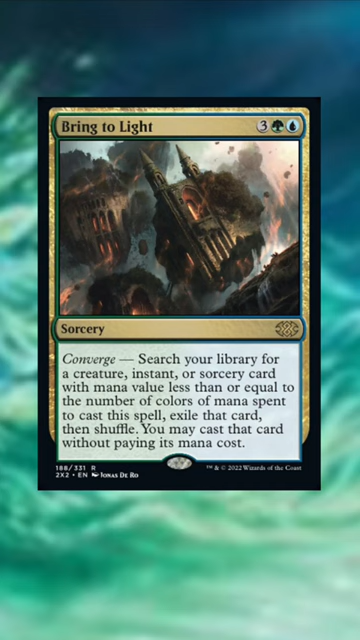 Bring to Light 3
Sorcery
Converge — Search your library for
a creature, instant, or sorcery card
with mana value less than or equal to
the number of colors of mana spent
to cast this spell, exile that card,
then shuffle. You may cast that card
without paying its mana cost.
188/331 R
2X2 • EN Jonas De Ro
™ & © 2022 Wizards of the Coast